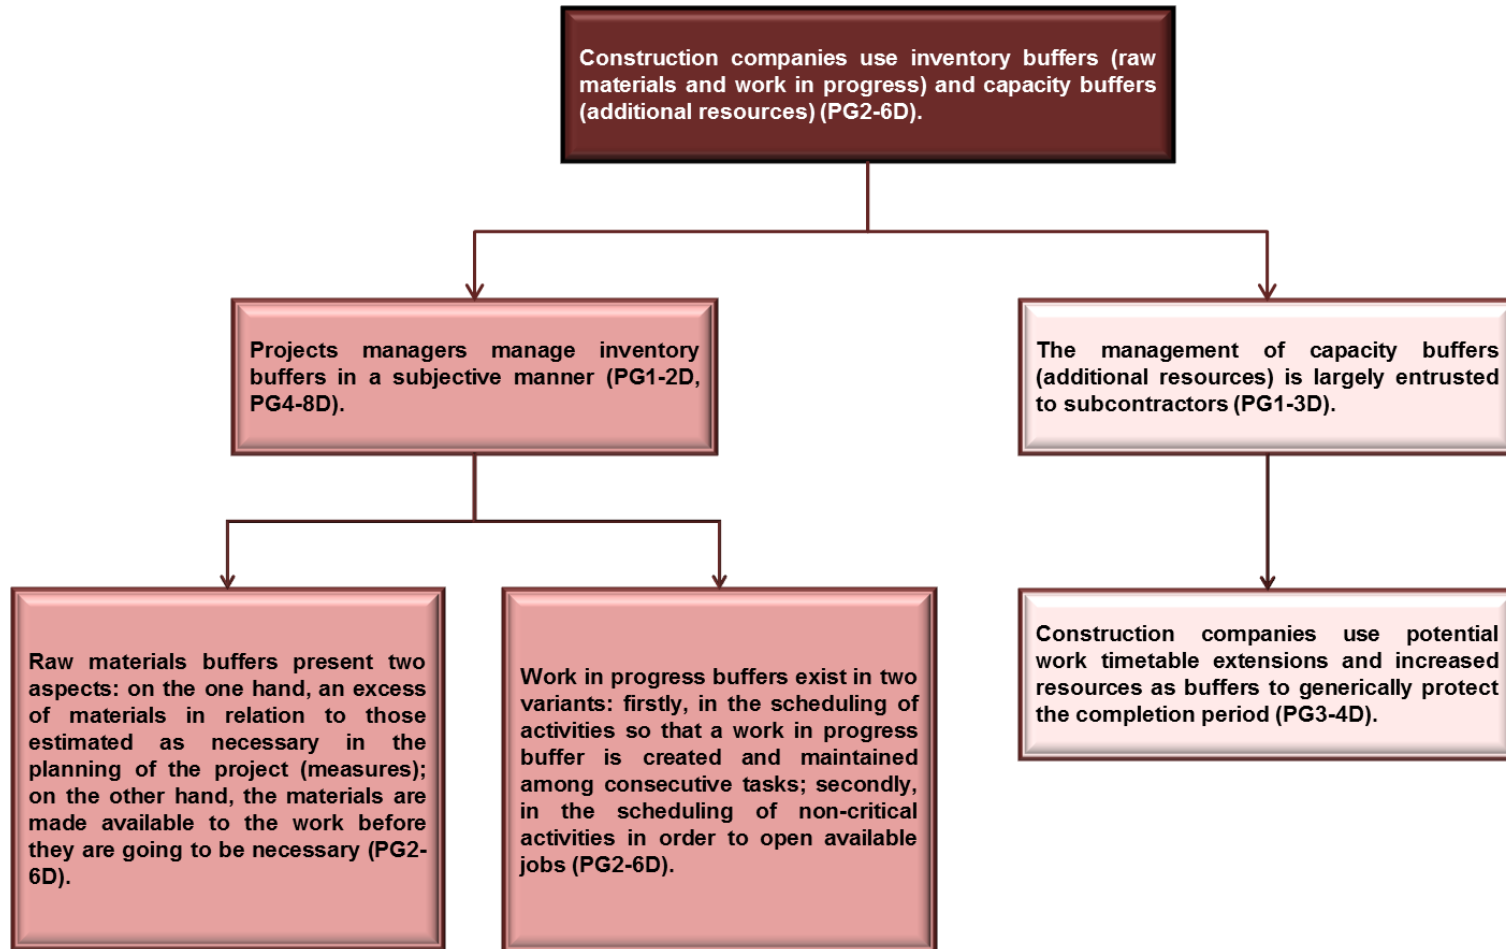 Construction companies use inventory buffers (raw
materials and work in progress) and capacity buffers
(additional resources) (PG2-6D).
Projects managers manage inventory
buffers in a subjective manner (PG1-2D,
PG4-8D).
The management of capacity buffers
(additional resources) is largely entrusted
to subcontractors (PG1-3D).
Raw materials buffers present two
aspects: on the one hand, an excess
of materials in relation to those
estimated as necessary in the
planning of the project (measures);
on the other hand, the materials are
made available to the work before
they are going to be necessary (PG2-
6D).
Work in progress buffers exist in two
variants: firstly, in the scheduling of
activities so that a work in progress
buffer is created and maintained
among consecutive tasks; secondly,
in the scheduling of non-critical
activities in order to open available
jobs (PG2-6D).
Construction companies use potential
work timetable extensions and increased
resources as buffers to generically protect
the completion period (PG3-4D).